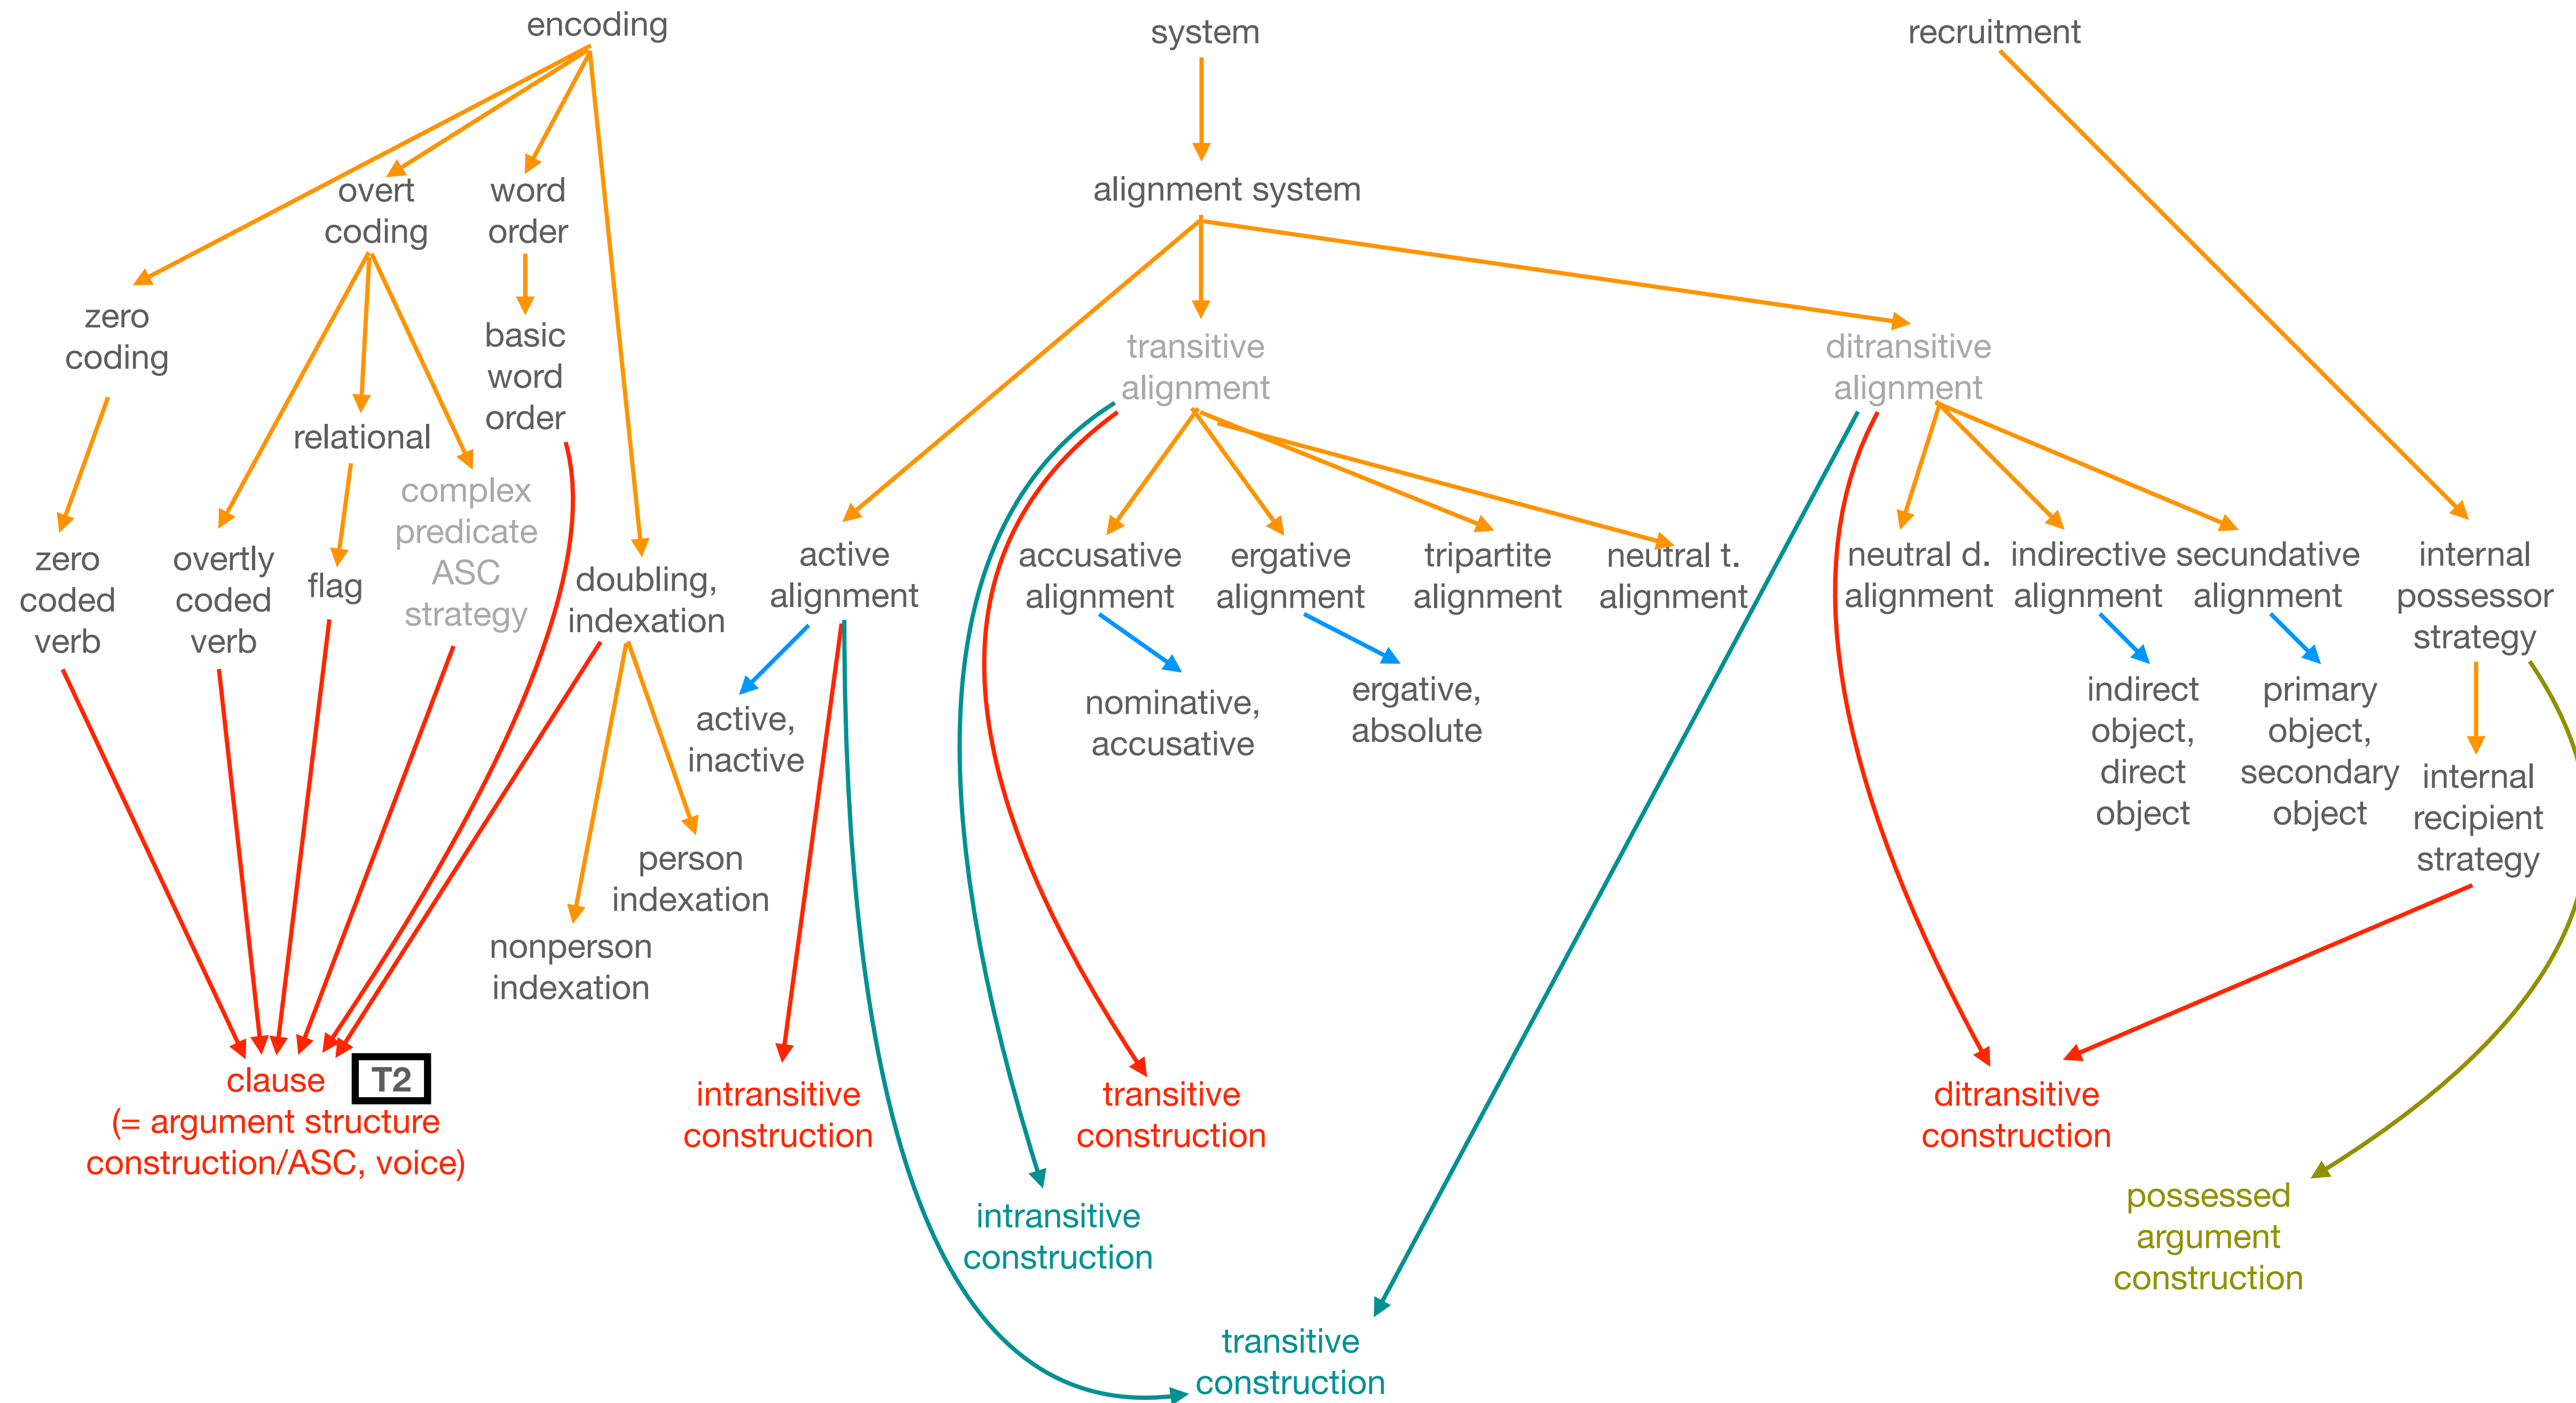 encoding
system
recruitment
overt
coding
word
order
alignment system
zero
coding
basic
word
order
transitive
alignment
ditransitive
alignment
relational
complex
predicate
ASC
strategy
zero
coded
verb
overtly
coded
verb
flag
doubling,
indexation
active
alignment
accusative
alignment
ergative
alignment
tripartite
alignment
neutral t.
alignment
neutral d.
alignment
indirective
alignment
secundative
alignment
internal
possessor
strategy
active,
inactive
nominative,
accusative
ergative,
absolute
indirect
object,
direct
object
primary
object,
secondary
object
internal
recipient
strategy
person
indexation
nonperson
indexation
clause
T2
(= argument structure
construction/ASC, voice)
intransitive
construction
transitive
construction
ditransitive
construction
intransitive
construction
possessed
argument
construction
transitive
construction